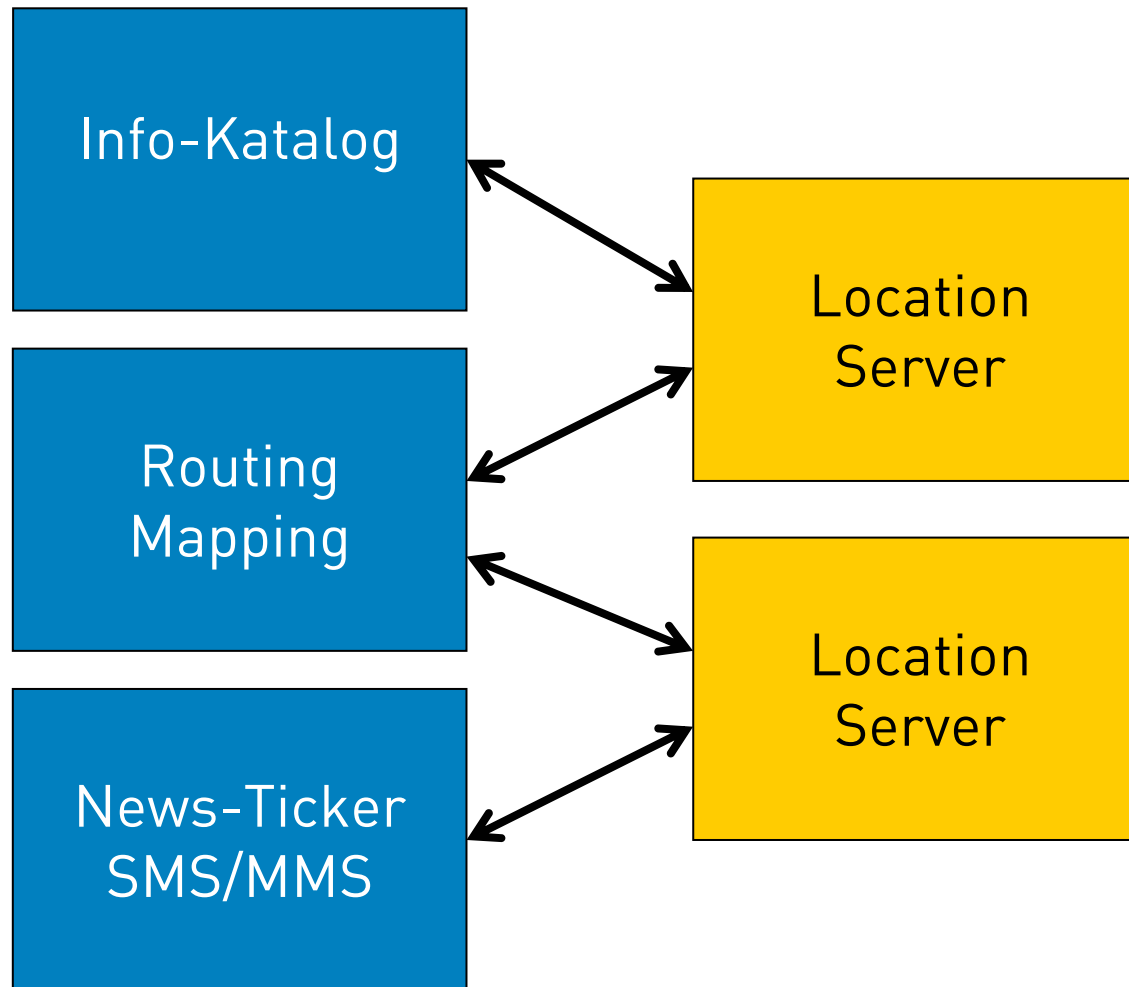 Info-Katalog
Location
Server
Routing
Mapping
Location
Server
News-Ticker
SMS/MMS